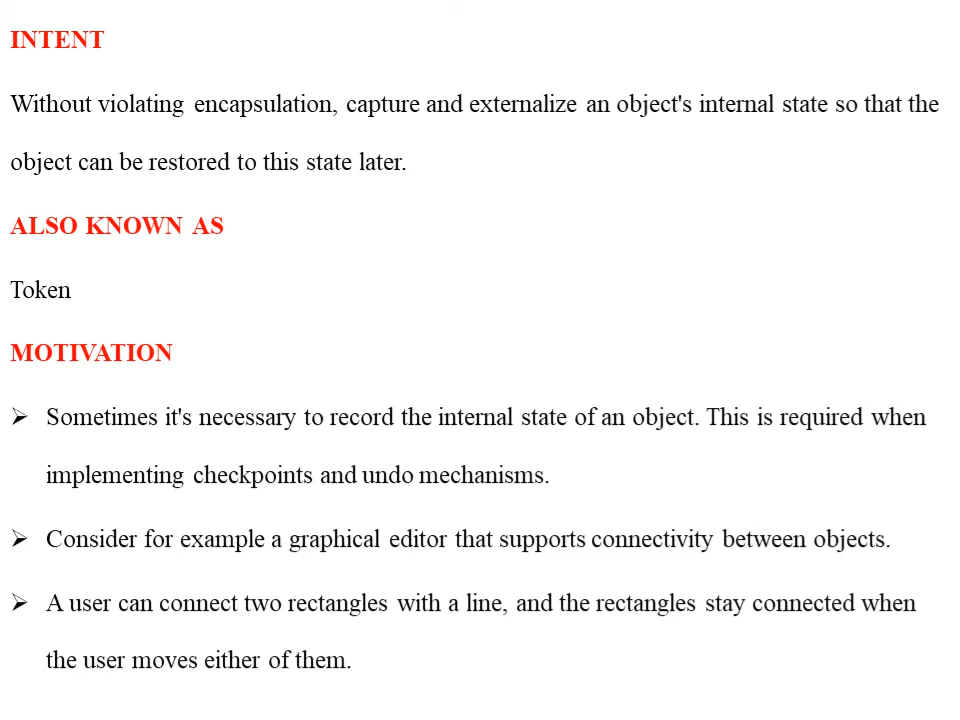 INTENT
Without violating encapsulation, capture and externalize an object's internal state so that the
object can be restored to this state later.
ALSO KNOWN AS
Token
MOTIVATION
➢ Sometimes it's necessary to record the internal state of an object. This is required when
implementing checkpoints and undo mechanisms.
➢ Consider for example a graphical editor that supports connectivity between objects.
➢ A user can connect two rectangles with a line, and the rectangles stay connected when
the user moves either of them.